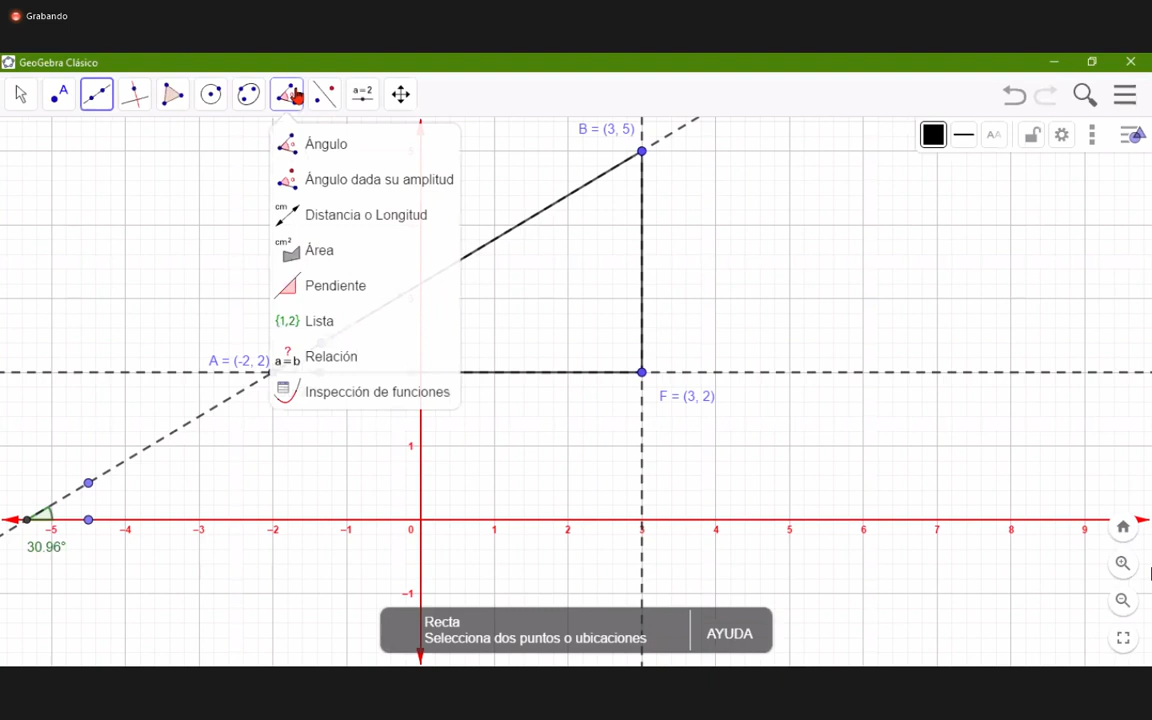 Grabando
GeoGebra Clásico
A
a=2
AA
Ángulo
Ángulo dada su amplitud
cm
Distancia o Longitud
cm²
Área
Pendiente
{1,2}
Lista
?
a=b
Relación
Inspección de funciones
B = (3, 5)
A = (-2, 2)
F = (3, 2)
1
-5
-4
-3
-2
-1
0
1
2
3
4
5
6
7
8
9
30.96°
-1
Recta
Selecciona dos puntos o ubicaciones
AYUDA